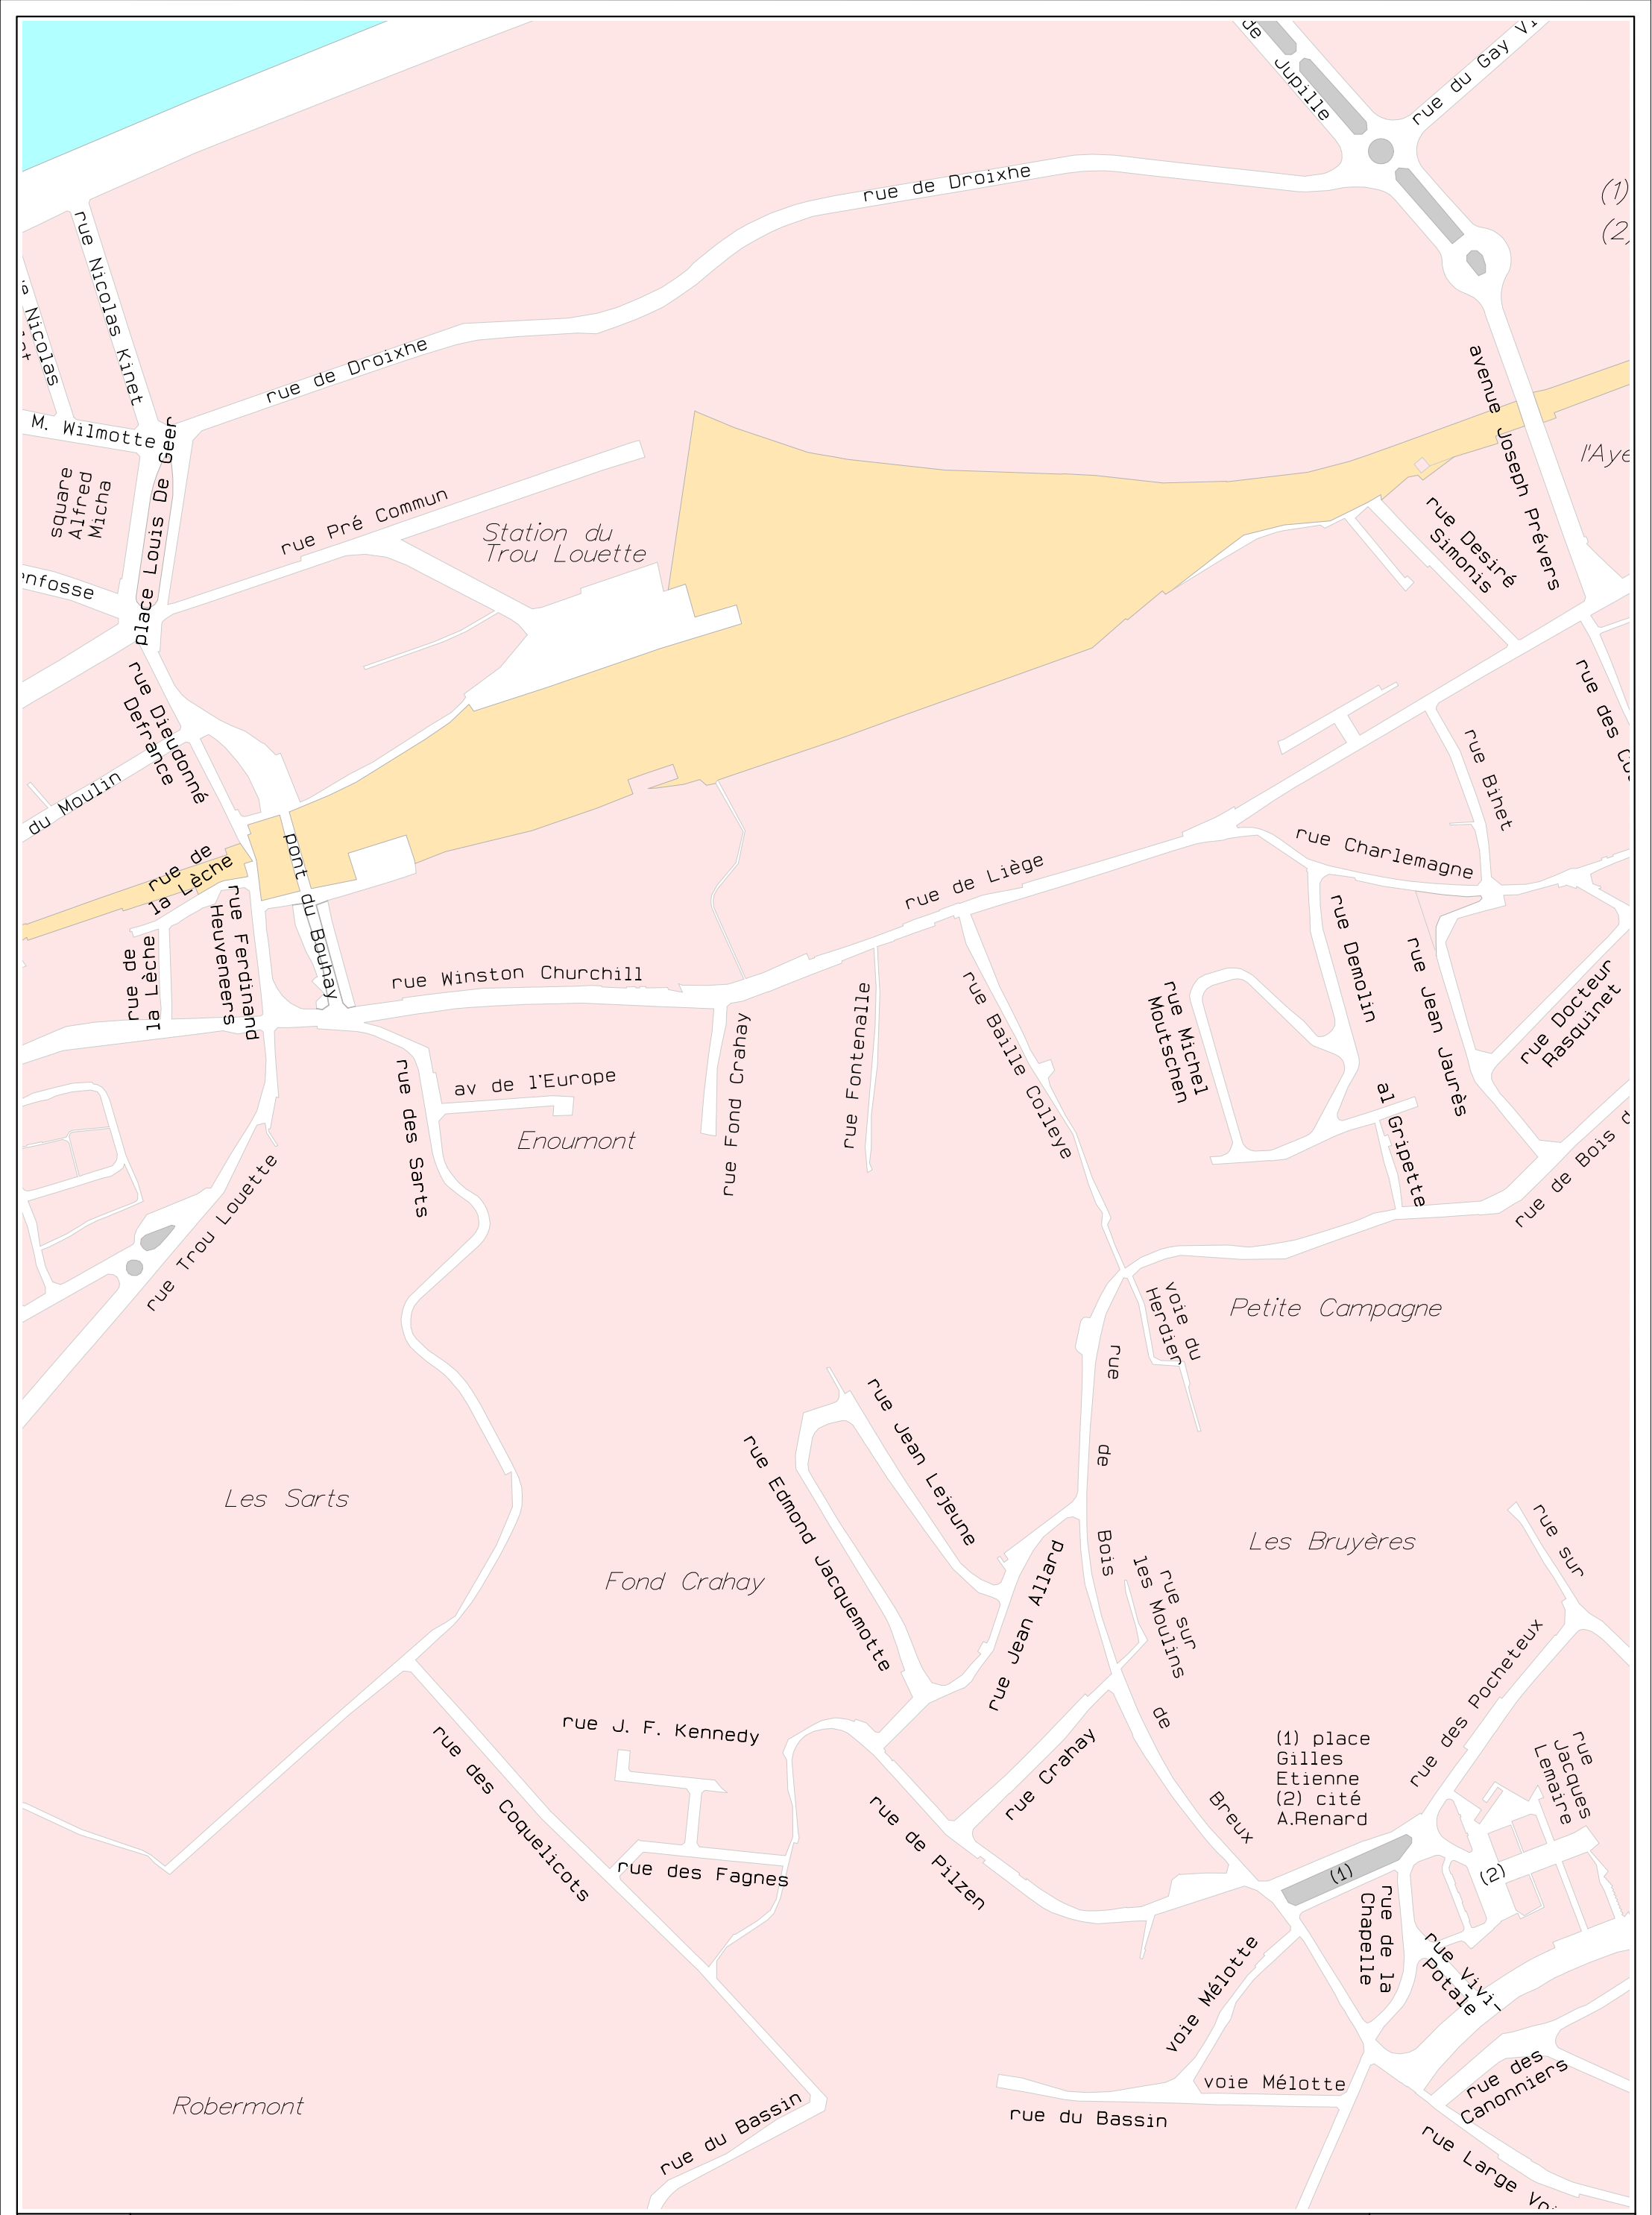 de
Jupille
rue du Gay Vi
(1)
(2)
rue de Droixhe
rue Nicolas Kinet
Nicolas
rue de Droixhe
M. Wilmotte
square
Alfred
Micha
place Louis De Geer
rue Pré Commun
Station du
Trou Louette
avenue Joseph Prévers
l'Aye
rue Desiré
Simonis
enfosse
rue Dieudonné
Defrance
du Moulin
rue des
rue Bihet
rue Charlemagne
pont du Bouhay
rue de
la Lèche
rue de
la Lèche
rue Ferdinand
Heuveneers
rue de Liège
rue Winston Churchill
rue Demolin
rue Jean Jaurès
rue Docteur
Rasquinet
rue Michel
Moutschen
rue Baille Colleye
rue Fontenalle
rue Fond Crahay
av de l'Europe
Enoumont
rue des Sarts
al Gripette
rue de Bois d
rue Trou Louette
voie du
Herdier
Petite Campagne
rue de Bois de Breux
rue Jean Lejeune
rue Edmond Jacquemotte
Les Sarts
Fond Crahay
rue Jean Allard
Les Bruyères
rue sur
les Moulins
rue sur
rue des Pocheteux
rue J. F. Kennedy
rue des Coquelicots
rue Crahay
(1) place
Gilles
Etienne
(2) cité
A.Renard
rue
Jacques
Lemaire
rue de Pilzen
rue des Fagnes
(1)
(2)
rue de la
Chapelle
rue Vivi-
Potale
voie Mélotte
voie Mélotte
rue des
Canonniers
Robermont
rue du Bassin
rue du Bassin
rue Large Vo